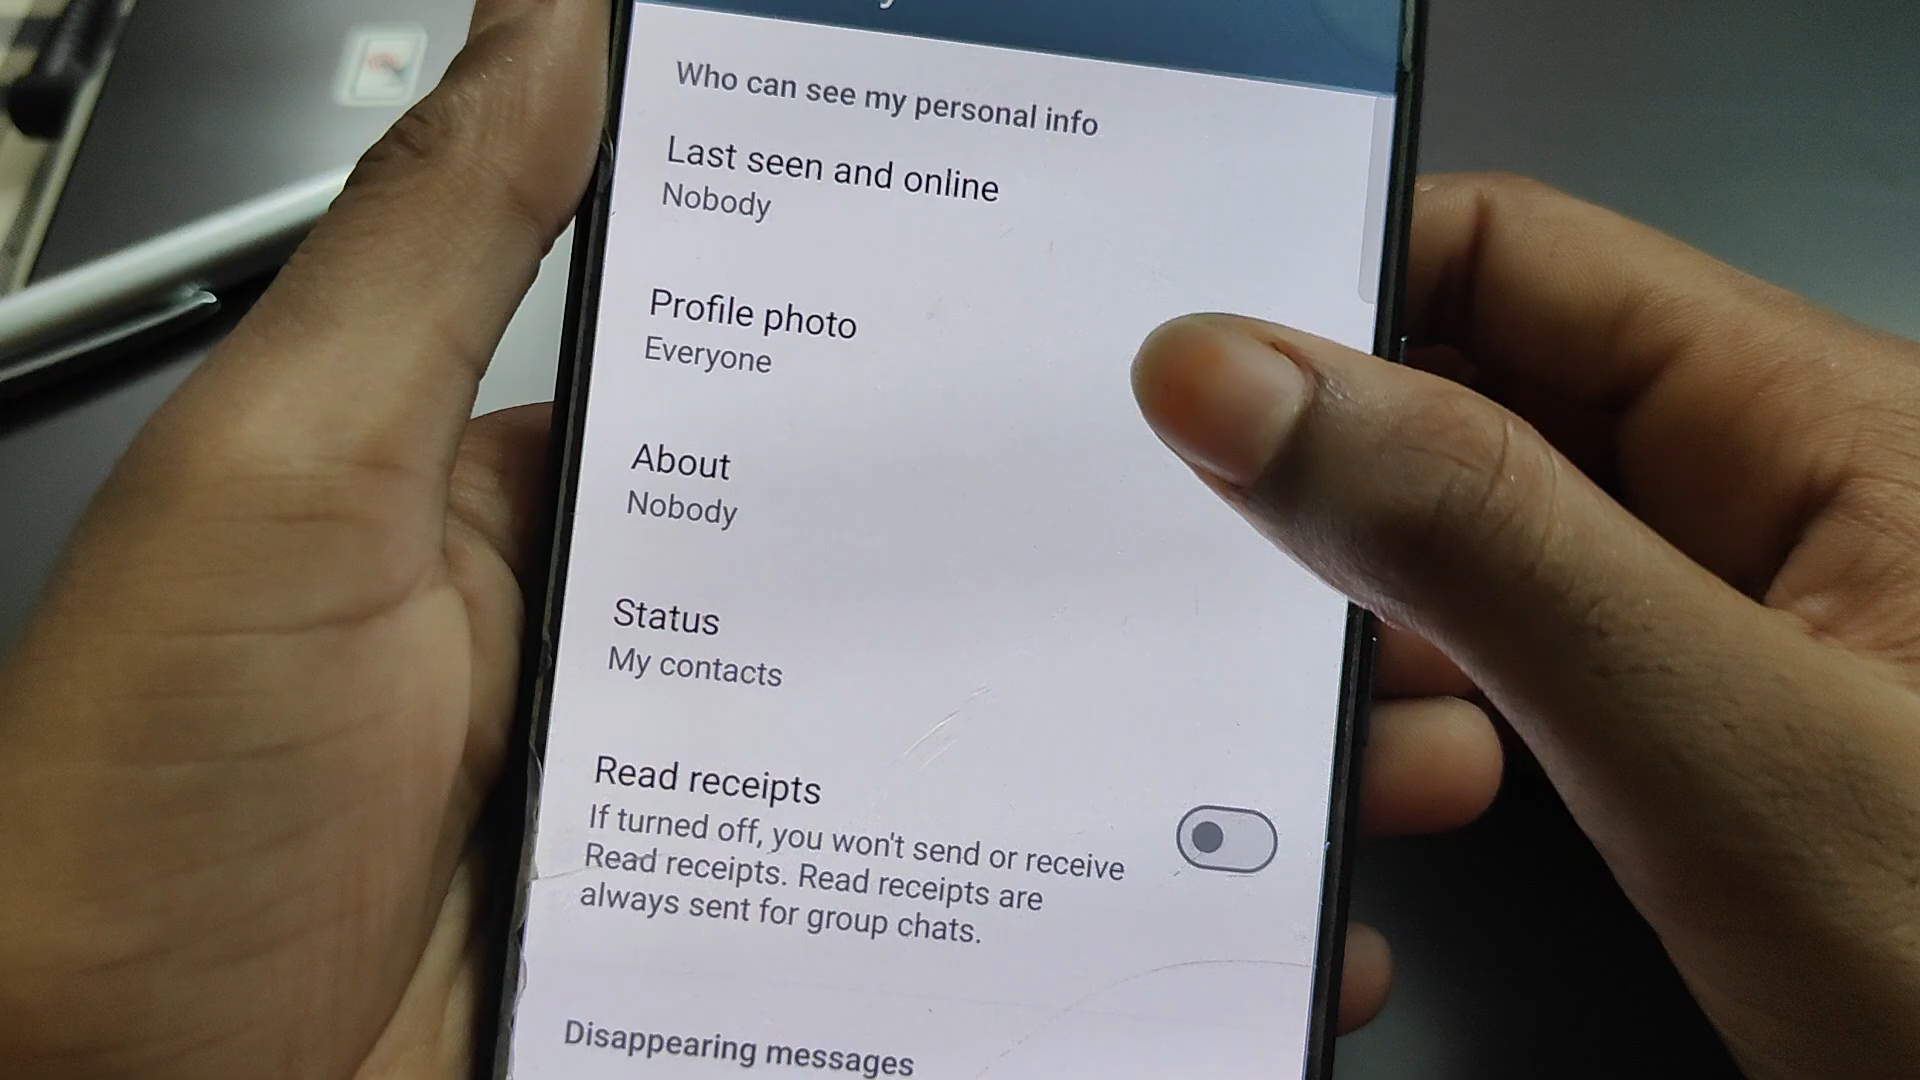 Who can see my personal info
Last seen and online
Nobody
Profile photo
Everyone
About
Nobody
Status
My contacts
Read receipts
If turned off, you won't send or receive
Read receipts. Read receipts are
always sent for group chats.
Disappearing messages